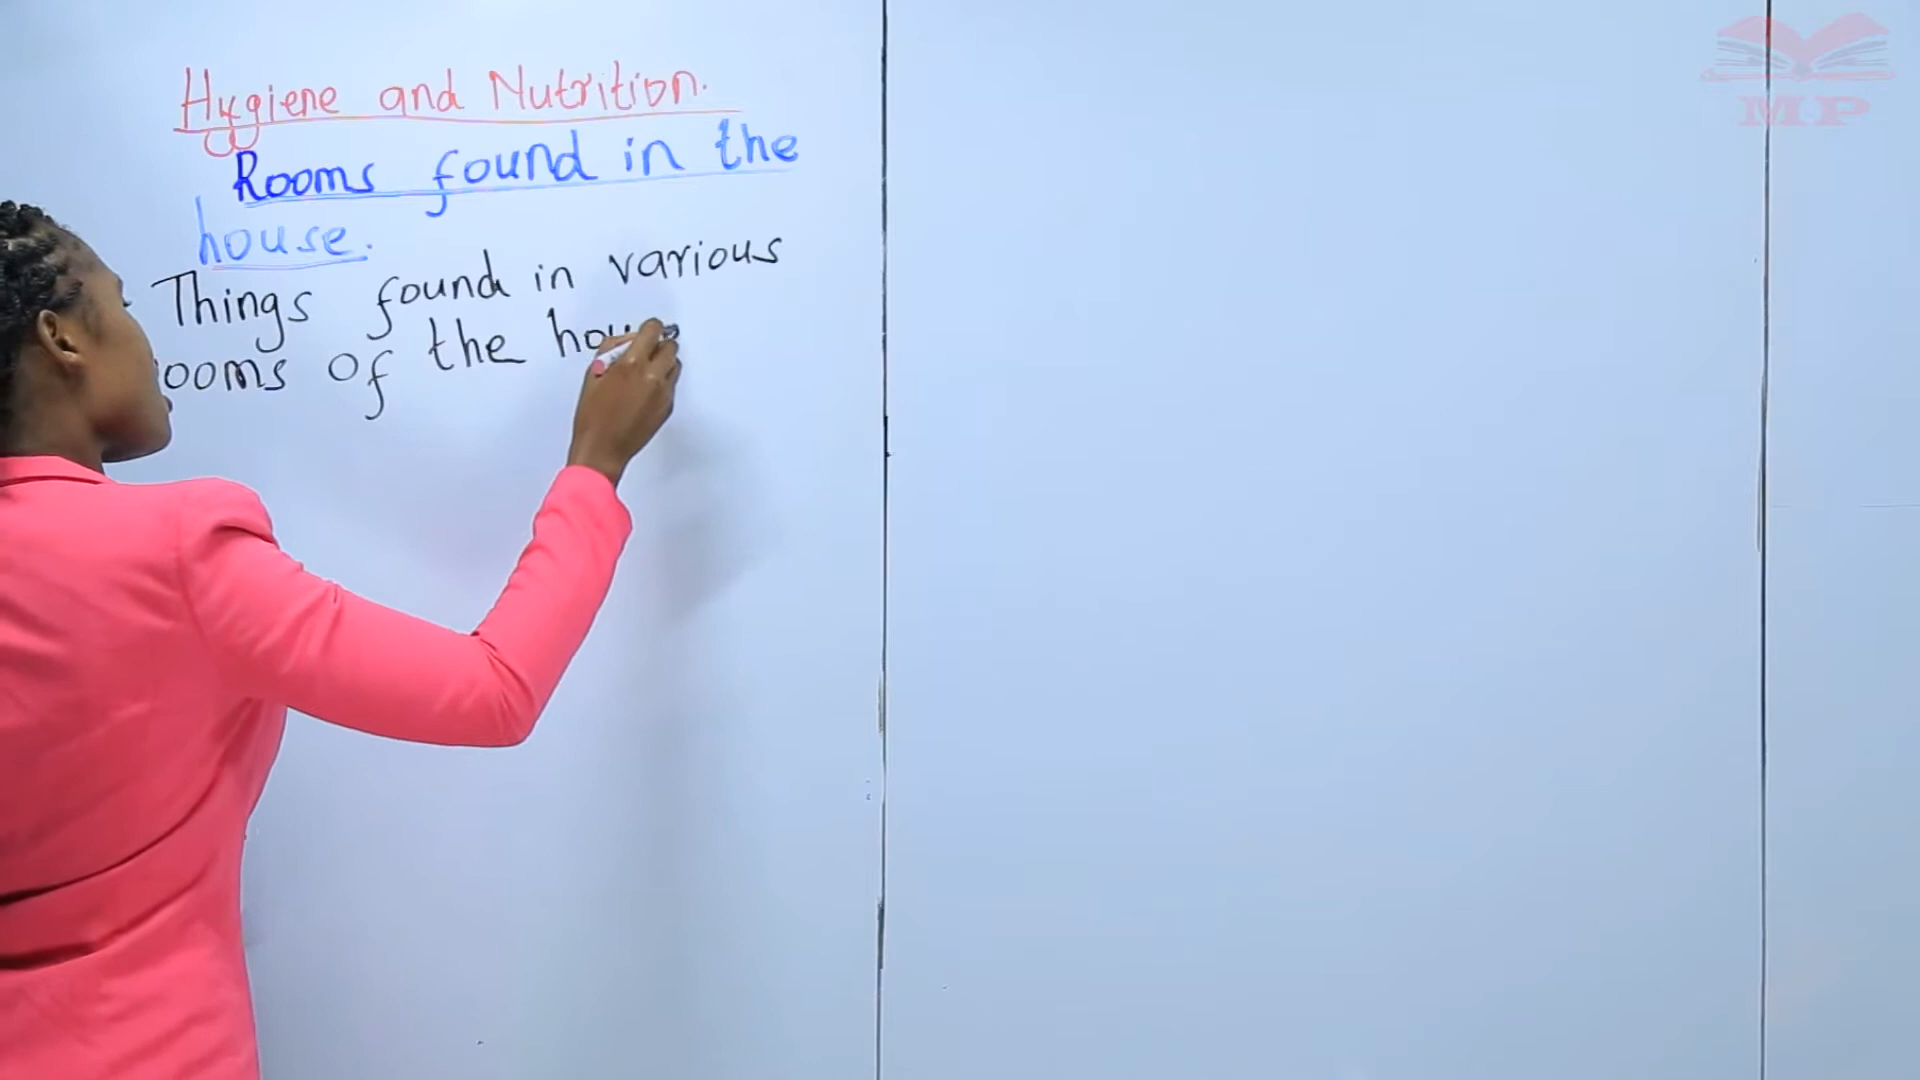 Hygiene and Nutrition.
Rooms found in the
house.
Things found in various
ooms of the
MP